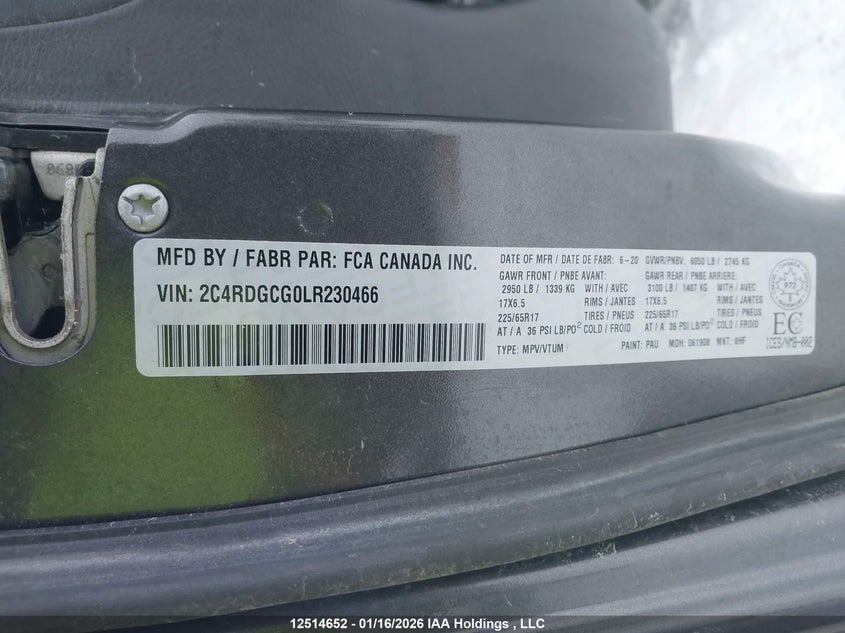 068
MFD BY / FABR PAR: FCA CANADA INC.
VIN: 2C4RDGCG0LR230466
DATE OF MFR / DATE DE FABR: 6-20 GVWR/PNBV: 6050 LB / 2745 KG
GAWR FRONT / PNBE AVANT: GAWR REAR / PNBE ARRIERE:
2950 LB / 1339 KG WITH / AVEC 3100 LB / 1407 KG WITH / AVEC
17X6.5 RIMS / JANTES 17X6.5 RIMS / JANTES
225/65R17 TIRES / PNEUS 225/65R17 TIRES / PNEUS
AT / A 36 PSI LB/PO² COLD / FROID AT / A 36 PSI LB/PO² COLD / FROID
TYPE: MPV/VTUM PAINT: PAU MDH: 061908 MKT: 8HF
CANADA
972
EC
ICES/NMB-002
12514652 - 01/16/2026 IAA Holdings , LLC